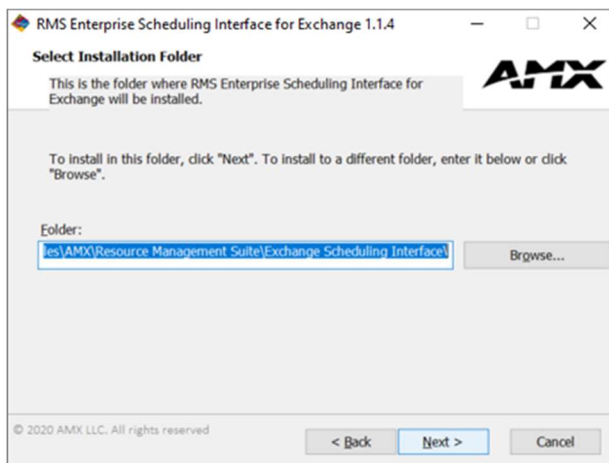 RMS Enterprise Scheduling Interface for Exchange 1.1.4
Select Installation Folder
This is the folder where RMS Enterprise Scheduling Interface for
Exchange will be installed.
AMX
To install in this folder, click "Next". To install to a different folder, enter it below or click
"Browse".
Folder:
les\AMX\Resource Management Suite\Exchange Scheduling Interface\
Browse...
© 2020 AMX LLC. All rights reserved
< Back
Next >
Cancel